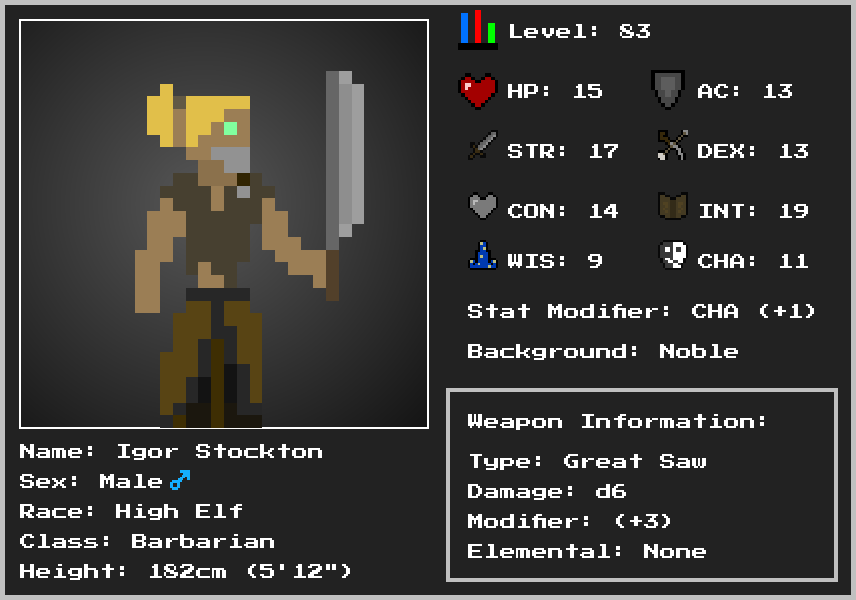 Level: 83
HP: 15 AC: 13
STR: 17 DEX: 13
CON: 14 INT: 19
WIS: 9 CHA: 11
Stat Modifier: CHA (+1)
Background: Noble
Weapon Information:
Type: Great Saw
Damage: d6
Modifier: (+3)
Elemental: None
Name: Igor Stockton
Sex: Male ♂
Race: High Elf
Class: Barbarian
Height: 182cm (5'12")